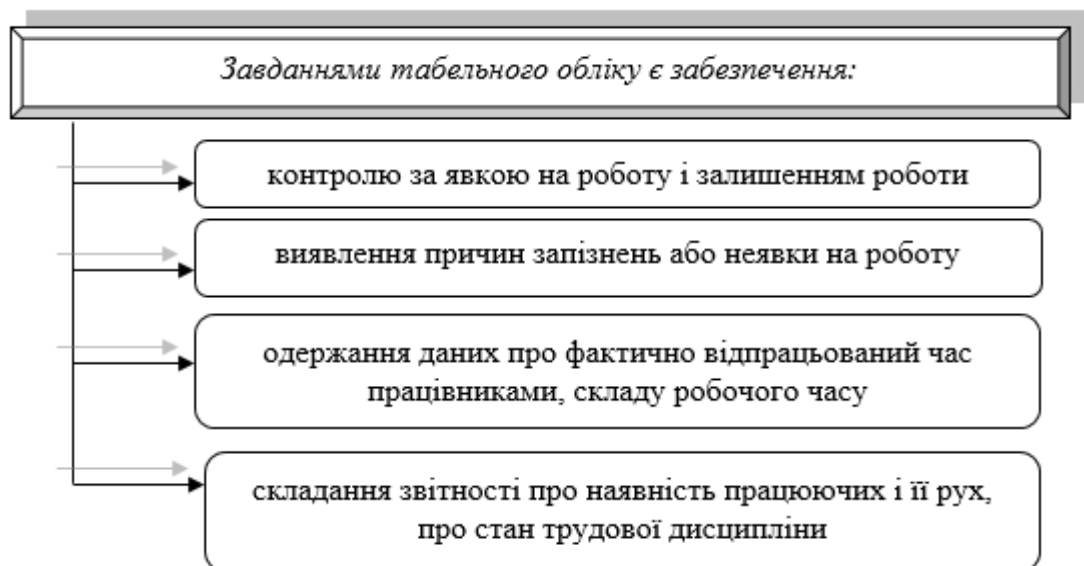 Завданнями табельного обліку є забезпечення:
контролю за явкою на роботу і залишенням роботи
виявлення причин запізнень або неявки на роботу
одержання даних про фактично відпрацьований час
працівниками, складу робочого часу
складання звітності про наявність працюючих і її рух,
про стан трудової дисципліни